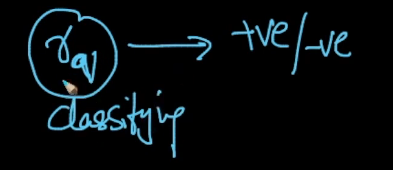 xq → +ve/-ve
classifying